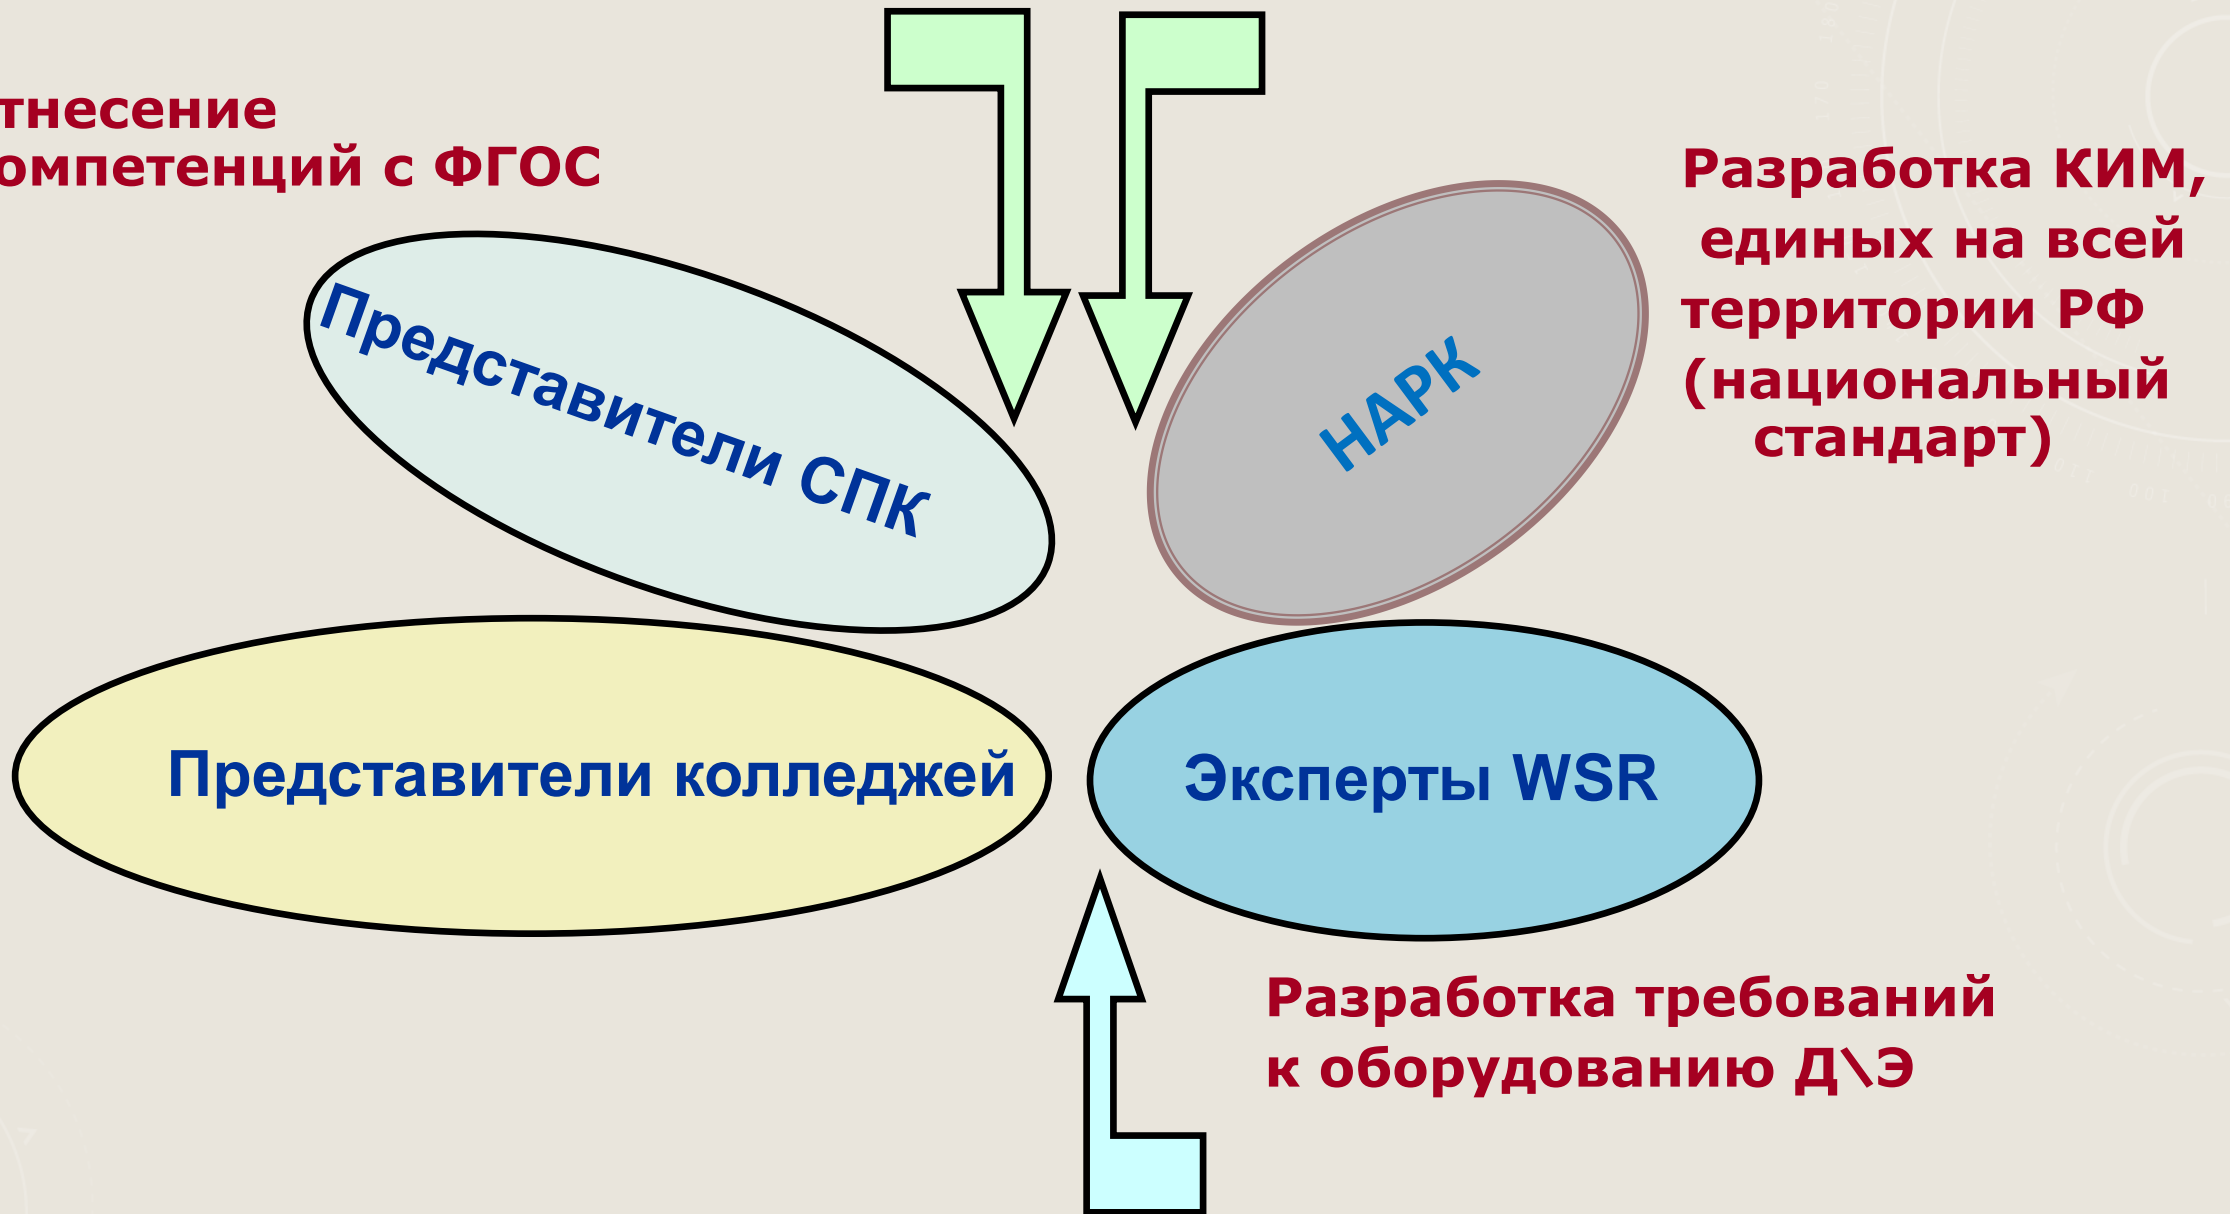 тнесение
омпетенций с ФГОС
Разработка КИМ,
единых на всей
территории РФ
(национальный
стандарт)
Представители СПК
НАРК
Представители колледжей
Эксперты WSR
Разработка требований
к оборудованию Д\Э